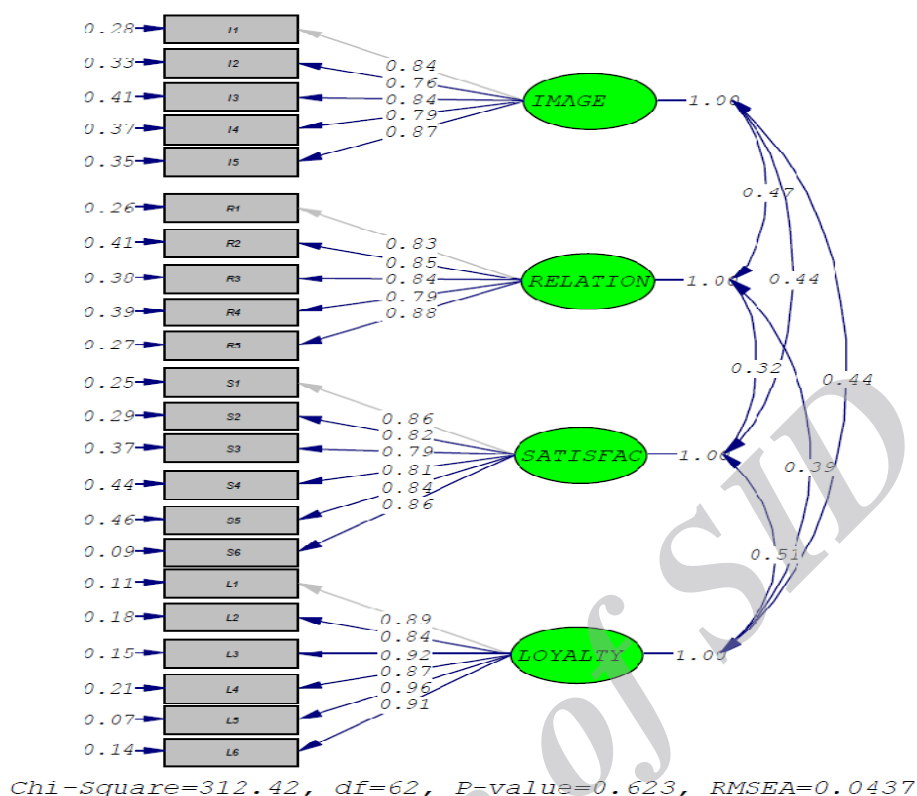 0.28 I1
0.33 I2 0.84
0.41 I3 0.76 IMAGE 1.00
0.37 I4 0.84
0.35 I5 0.79
0.87
0.47
0.26 R1
0.41 R2 0.83
0.30 R3 0.85 RELATION 1.00 0.44
0.39 R4 0.84
0.27 R5 0.79
0.88
0.32 0.44
0.25 S1
0.29 S2 0.86
0.37 S3 0.82 SATISFAC 1.00
0.44 S4 0.79 0.39
0.46 S5 0.81
0.09 S6 0.84
0.86
0.51
0.11 L1
0.18 L2 0.89
0.15 L3 0.84 LOYALTY 1.00
0.21 L4 0.92
0.07 L5 0.87
0.14 L6 0.96
0.91
of SID
Chi-Square=312.42, df=62, P-value=0.623, RMSEA=0.0437